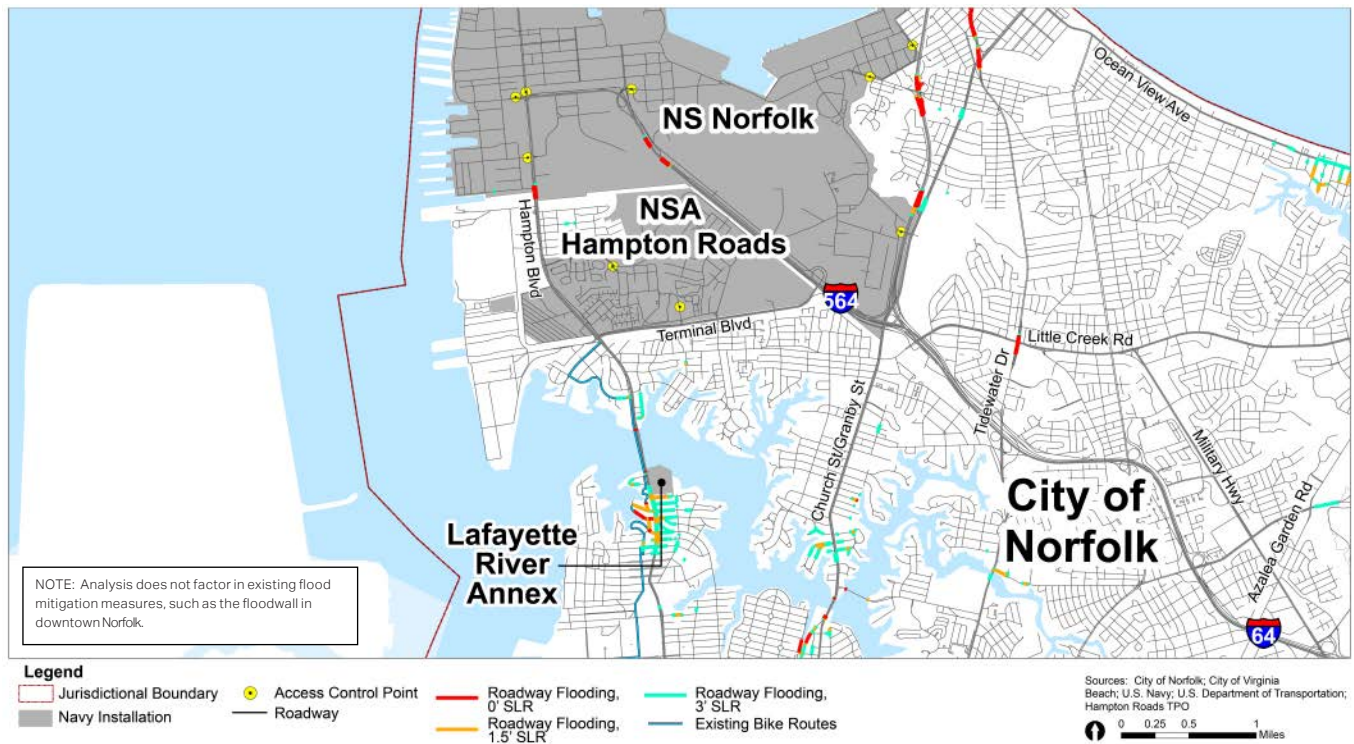 Ocean View Ave
NS Norfolk
NSA
Hampton Roads
Hampton Blvd
564
Terminal Blvd
Little Creek Rd
Tidewater Dr
Church St/Granby St
Military Hwy
City of
Norfolk
Azalea Garden Rd
Lafayette
River
Annex
64
NOTE: Analysis does not factor in existing flood
mitigation measures, such as the floodwall in
downtown Norfolk.
Legend
Jurisdictional Boundary
Navy Installation
Access Control Point
Roadway
Roadway Flooding,
0' SLR
Roadway Flooding,
1.5' SLR
Roadway Flooding,
3' SLR
Existing Bike Routes
Sources: City of Norfolk; City of Virginia
Beach; U.S. Navy; U.S. Department of Transportation;
Hampton Roads TPO
0 0.25 0.5 1
Miles